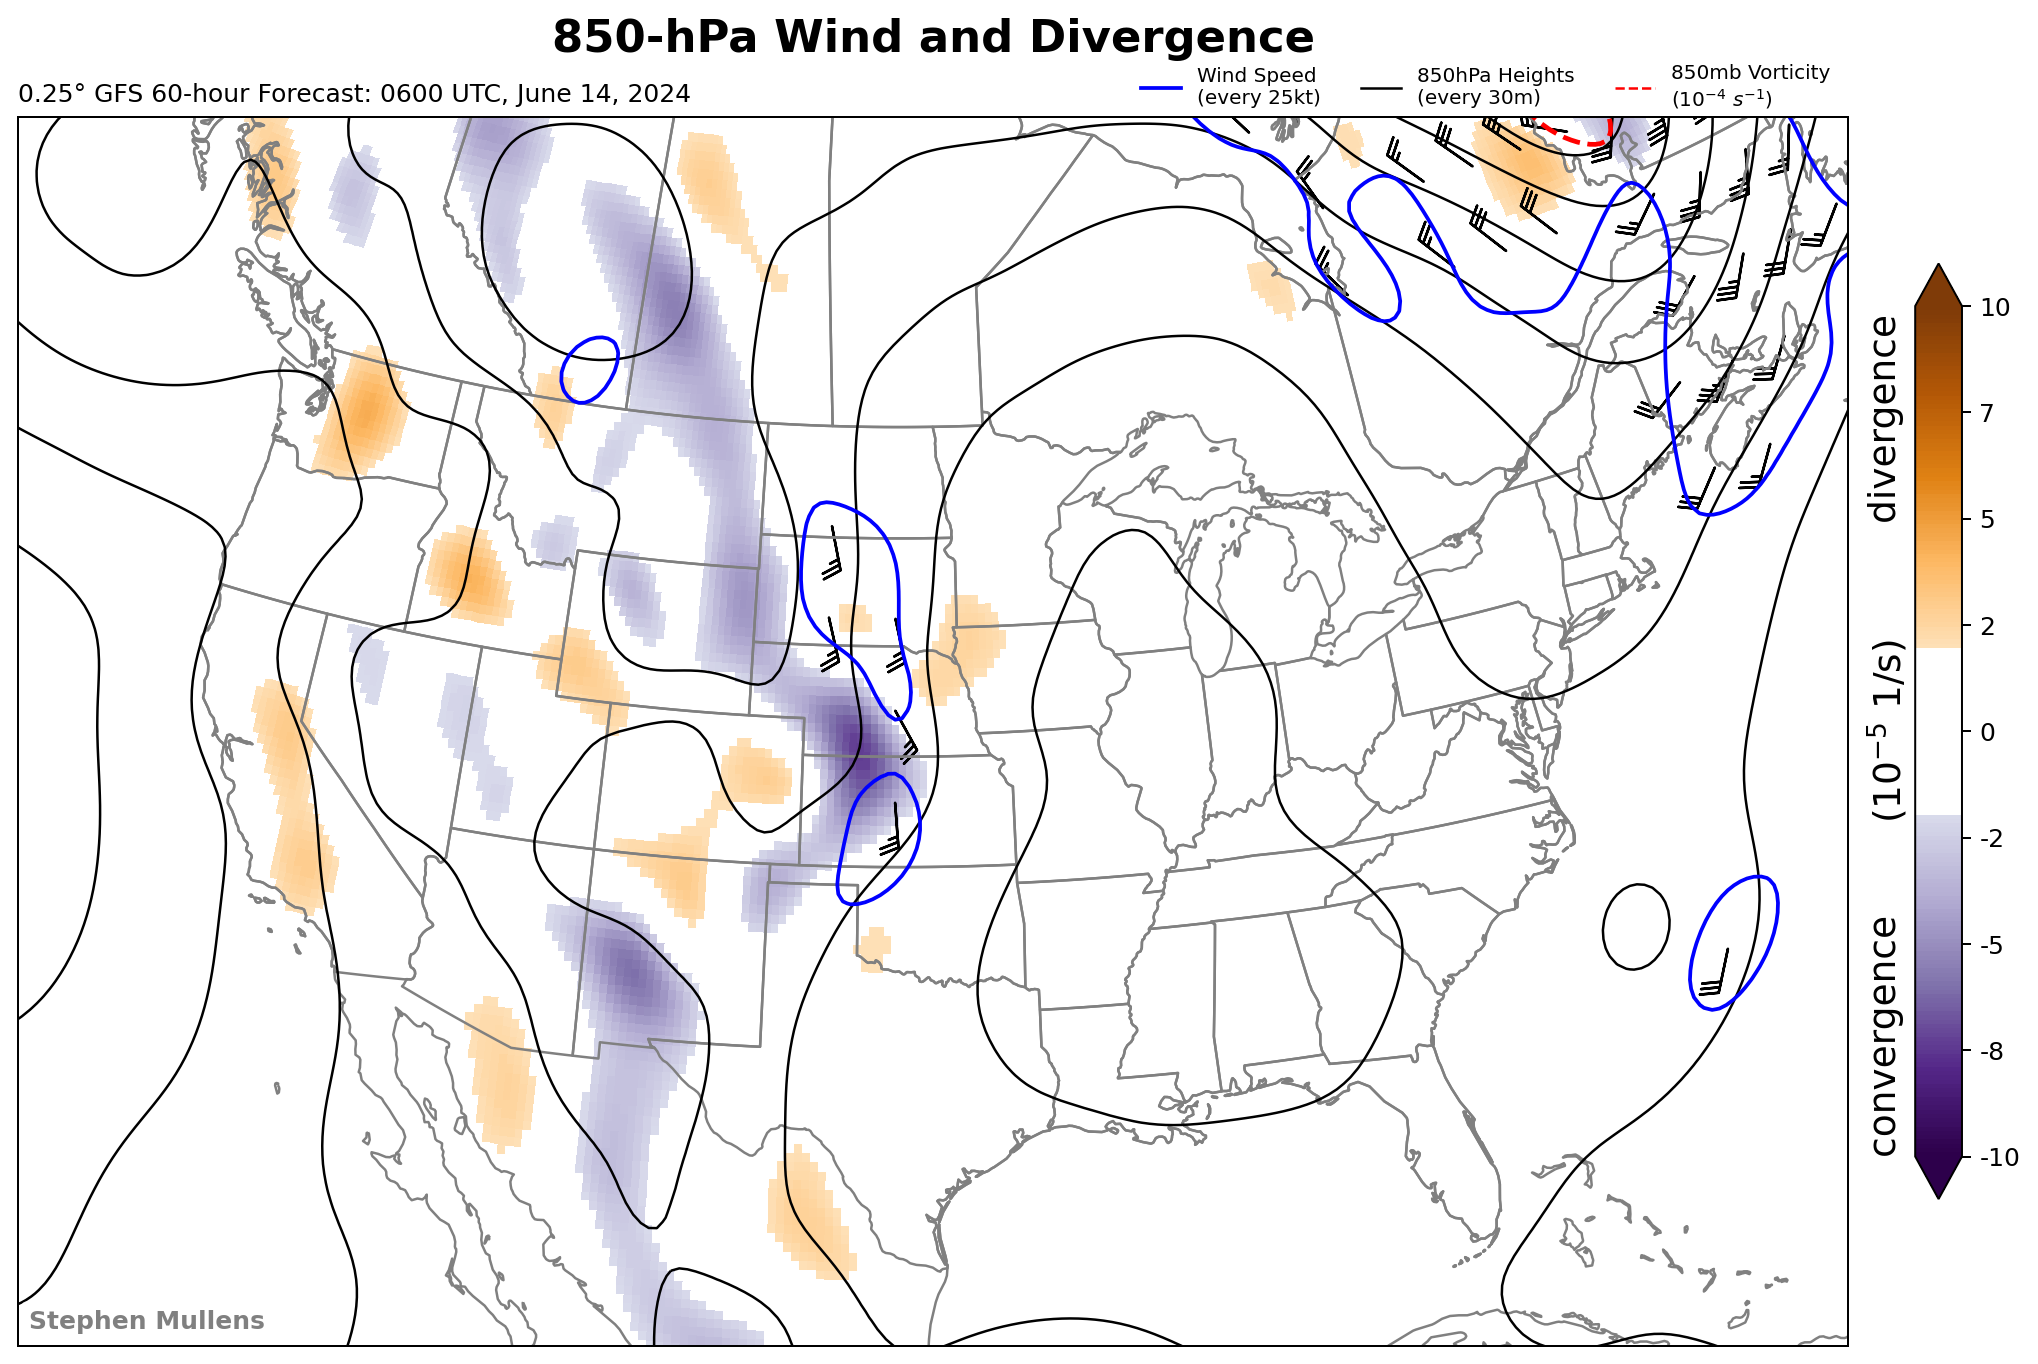 850-hPa Wind and Divergence
0.25° GFS 60-hour Forecast: 0600 UTC, June 14, 2024
Wind Speed
(every 25kt)
850hPa Heights
(every 30m)
850mb Vorticity
(10⁻⁴ s⁻¹)
10
7
5
2
0
-2
-5
-8
-10
convergence (10⁻⁵ 1/s) divergence
Stephen Mullens